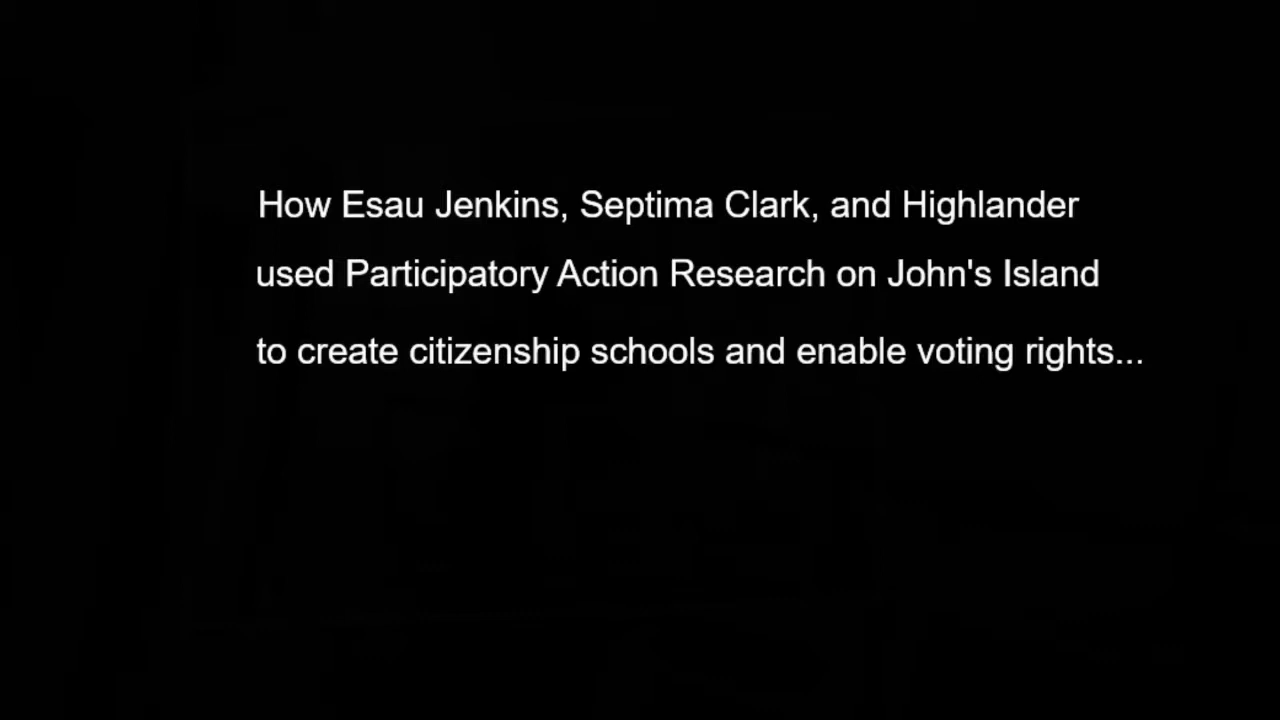 How Esau Jenkins, Septima Clark, and Highlander
used Participatory Action Research on John's Island
to create citizenship schools and enable voting rights...